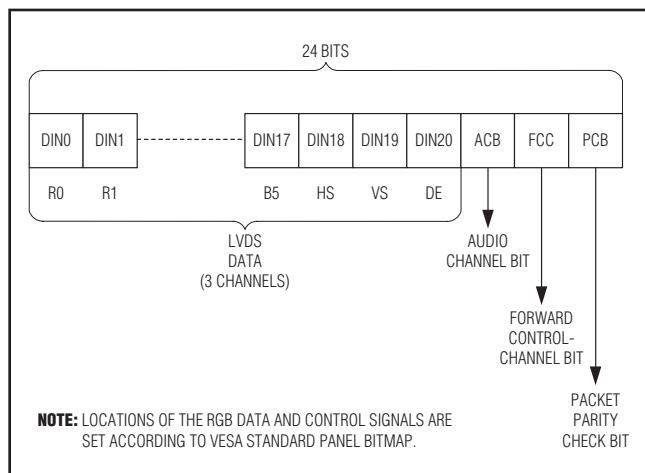 24 BITS
DIN0 DIN1 DIN17 DIN18 DIN19 DIN20 ACB FCC PCB
R0 R1 B5 HS VS DE
LVDS
DATA
(3 CHANNELS)
AUDIO
CHANNEL BIT
FORWARD
CONTROL-
CHANNEL BIT
PACKET
PARITY
CHECK BIT
NOTE: LOCATIONS OF THE RGB DATA AND CONTROL SIGNALS ARE
SET ACCORDING TO VESA STANDARD PANEL BITMAP.